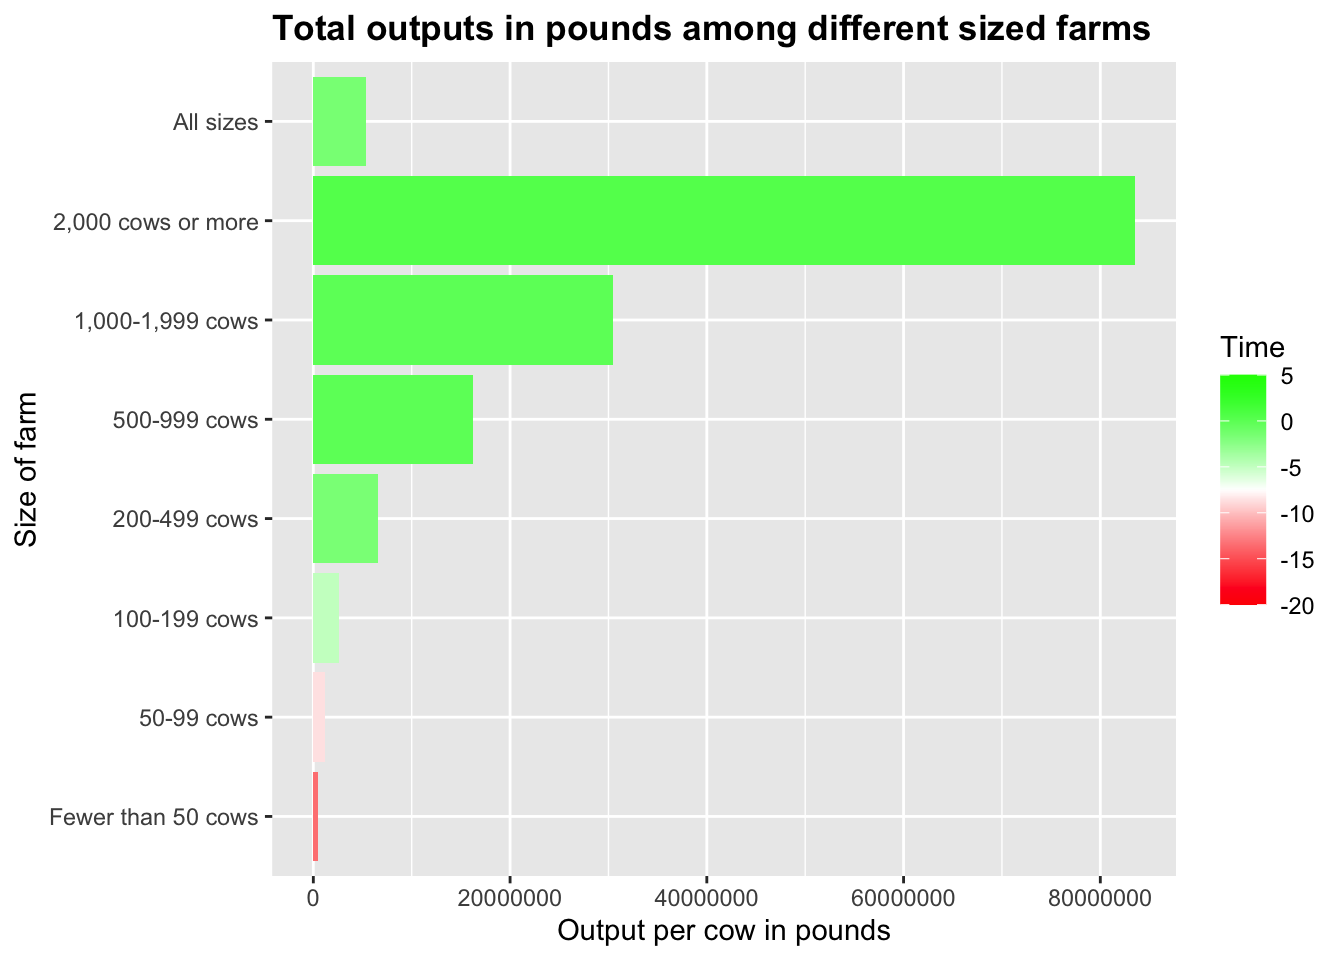 Total outputs in pounds among different sized farms
Size of farm
All sizes
2,000 cows or more
1,000-1,999 cows
500-999 cows
200-499 cows
100-199 cows
50-99 cows
Fewer than 50 cows
0
20000000
40000000
60000000
80000000
Output per cow in pounds
Time
5
0
-5
-10
-15
-20